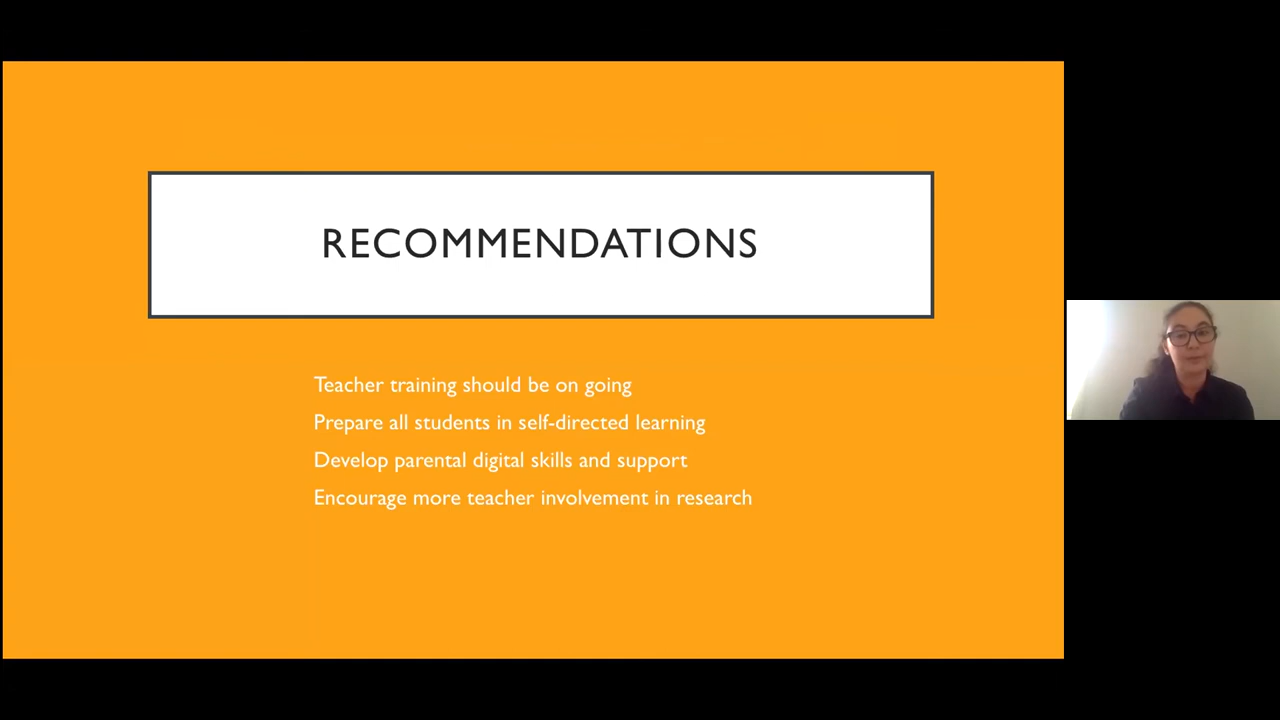 RECOMMENDATIONS
Teacher training should be on going
Prepare all students in self-directed learning
Develop parental digital skills and support
Encourage more teacher involvement in research